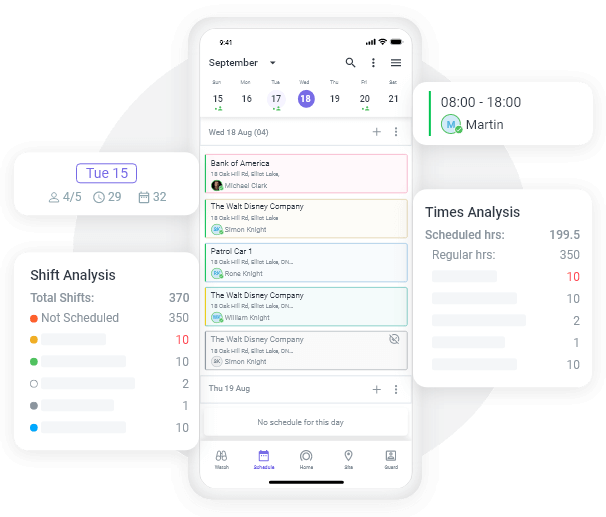 9:41
September
Sun Mon Tue Wed Thu Fri Sat
15 16 17 18 19 20 21
Wed 18 Aug (04)
Bank of America
18 Oak Hill Rd, Elliot Lake,
Michael Clark
The Walt Disney Company
18 Oak Hill Rd, Elliot Lake
BK Simon Knight
Patrol Car 1
18 Oak Hill Rd, Elliot Lake, ON...
RK Rone Knight
The Walt Disney Company
18 Oak Hill Rd, Elliot Lake, ON...
William Knight
The Walt Disney Company
18 Oak Hill Rd, Elliot Lake, ON...
BK Simon Knight
Thu 19 Aug
No schedule for this day
Watch Schedule Home Site Guard
Tue 15
4/5 29 32
Shift Analysis
Total Shifts: 370
Not Scheduled 350
10
10
2
1
10
08:00 - 18:00
M Martin
Times Analysis
Scheduled hrs: 199.5
Regular hrs: 350
10
10
2
1
10